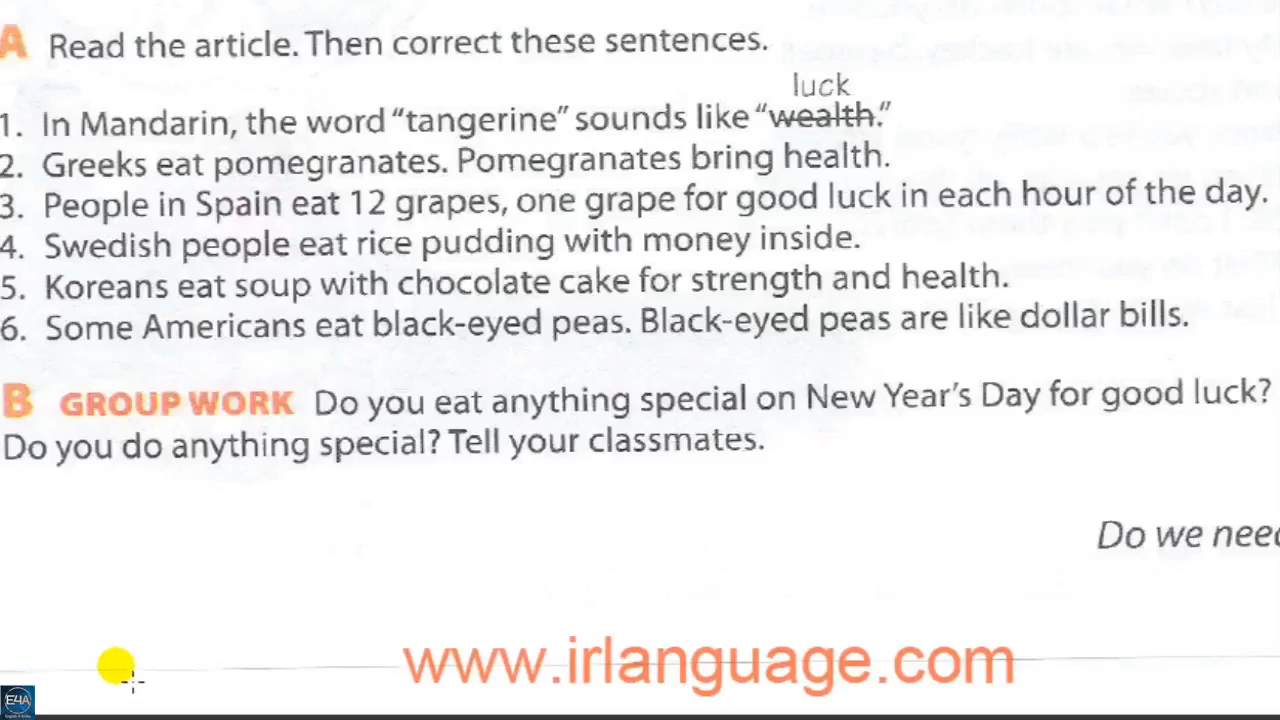 A Read the article. Then correct these sentences.
luck
1. In Mandarin, the word “tangerine” sounds like “wealth.”
2. Greeks eat pomegranates. Pomegranates bring health.
3. People in Spain eat 12 grapes, one grape for good luck in each hour of the day.
4. Swedish people eat rice pudding with money inside.
5. Koreans eat soup with chocolate cake for strength and health.
6. Some Americans eat black-eyed peas. Black-eyed peas are like dollar bills.
B GROUP WORK Do you eat anything special on New Year’s Day for good luck?
Do you do anything special? Tell your classmates.
Do we need
www.irlanguage.com
E4A